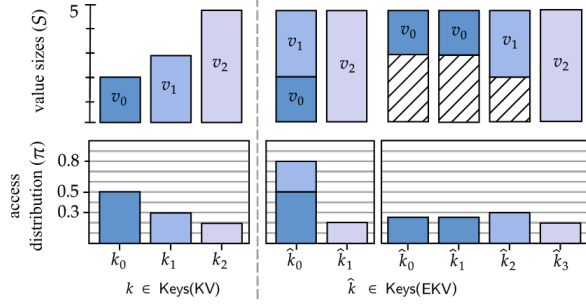 value sizes (S)
5
v₀
v₁
v₂
v₁
v₀
v₂
v₀
v₀
v₁
v₂
access
distribution (π)
0.8
0.5
0.3
k₀ k₁ k₂ k̂₀ k̂₁ k̂₀ k̂₁ k̂₂ k̂₃
k ∈ Keys(KV) k̂ ∈ Keys(EKV)